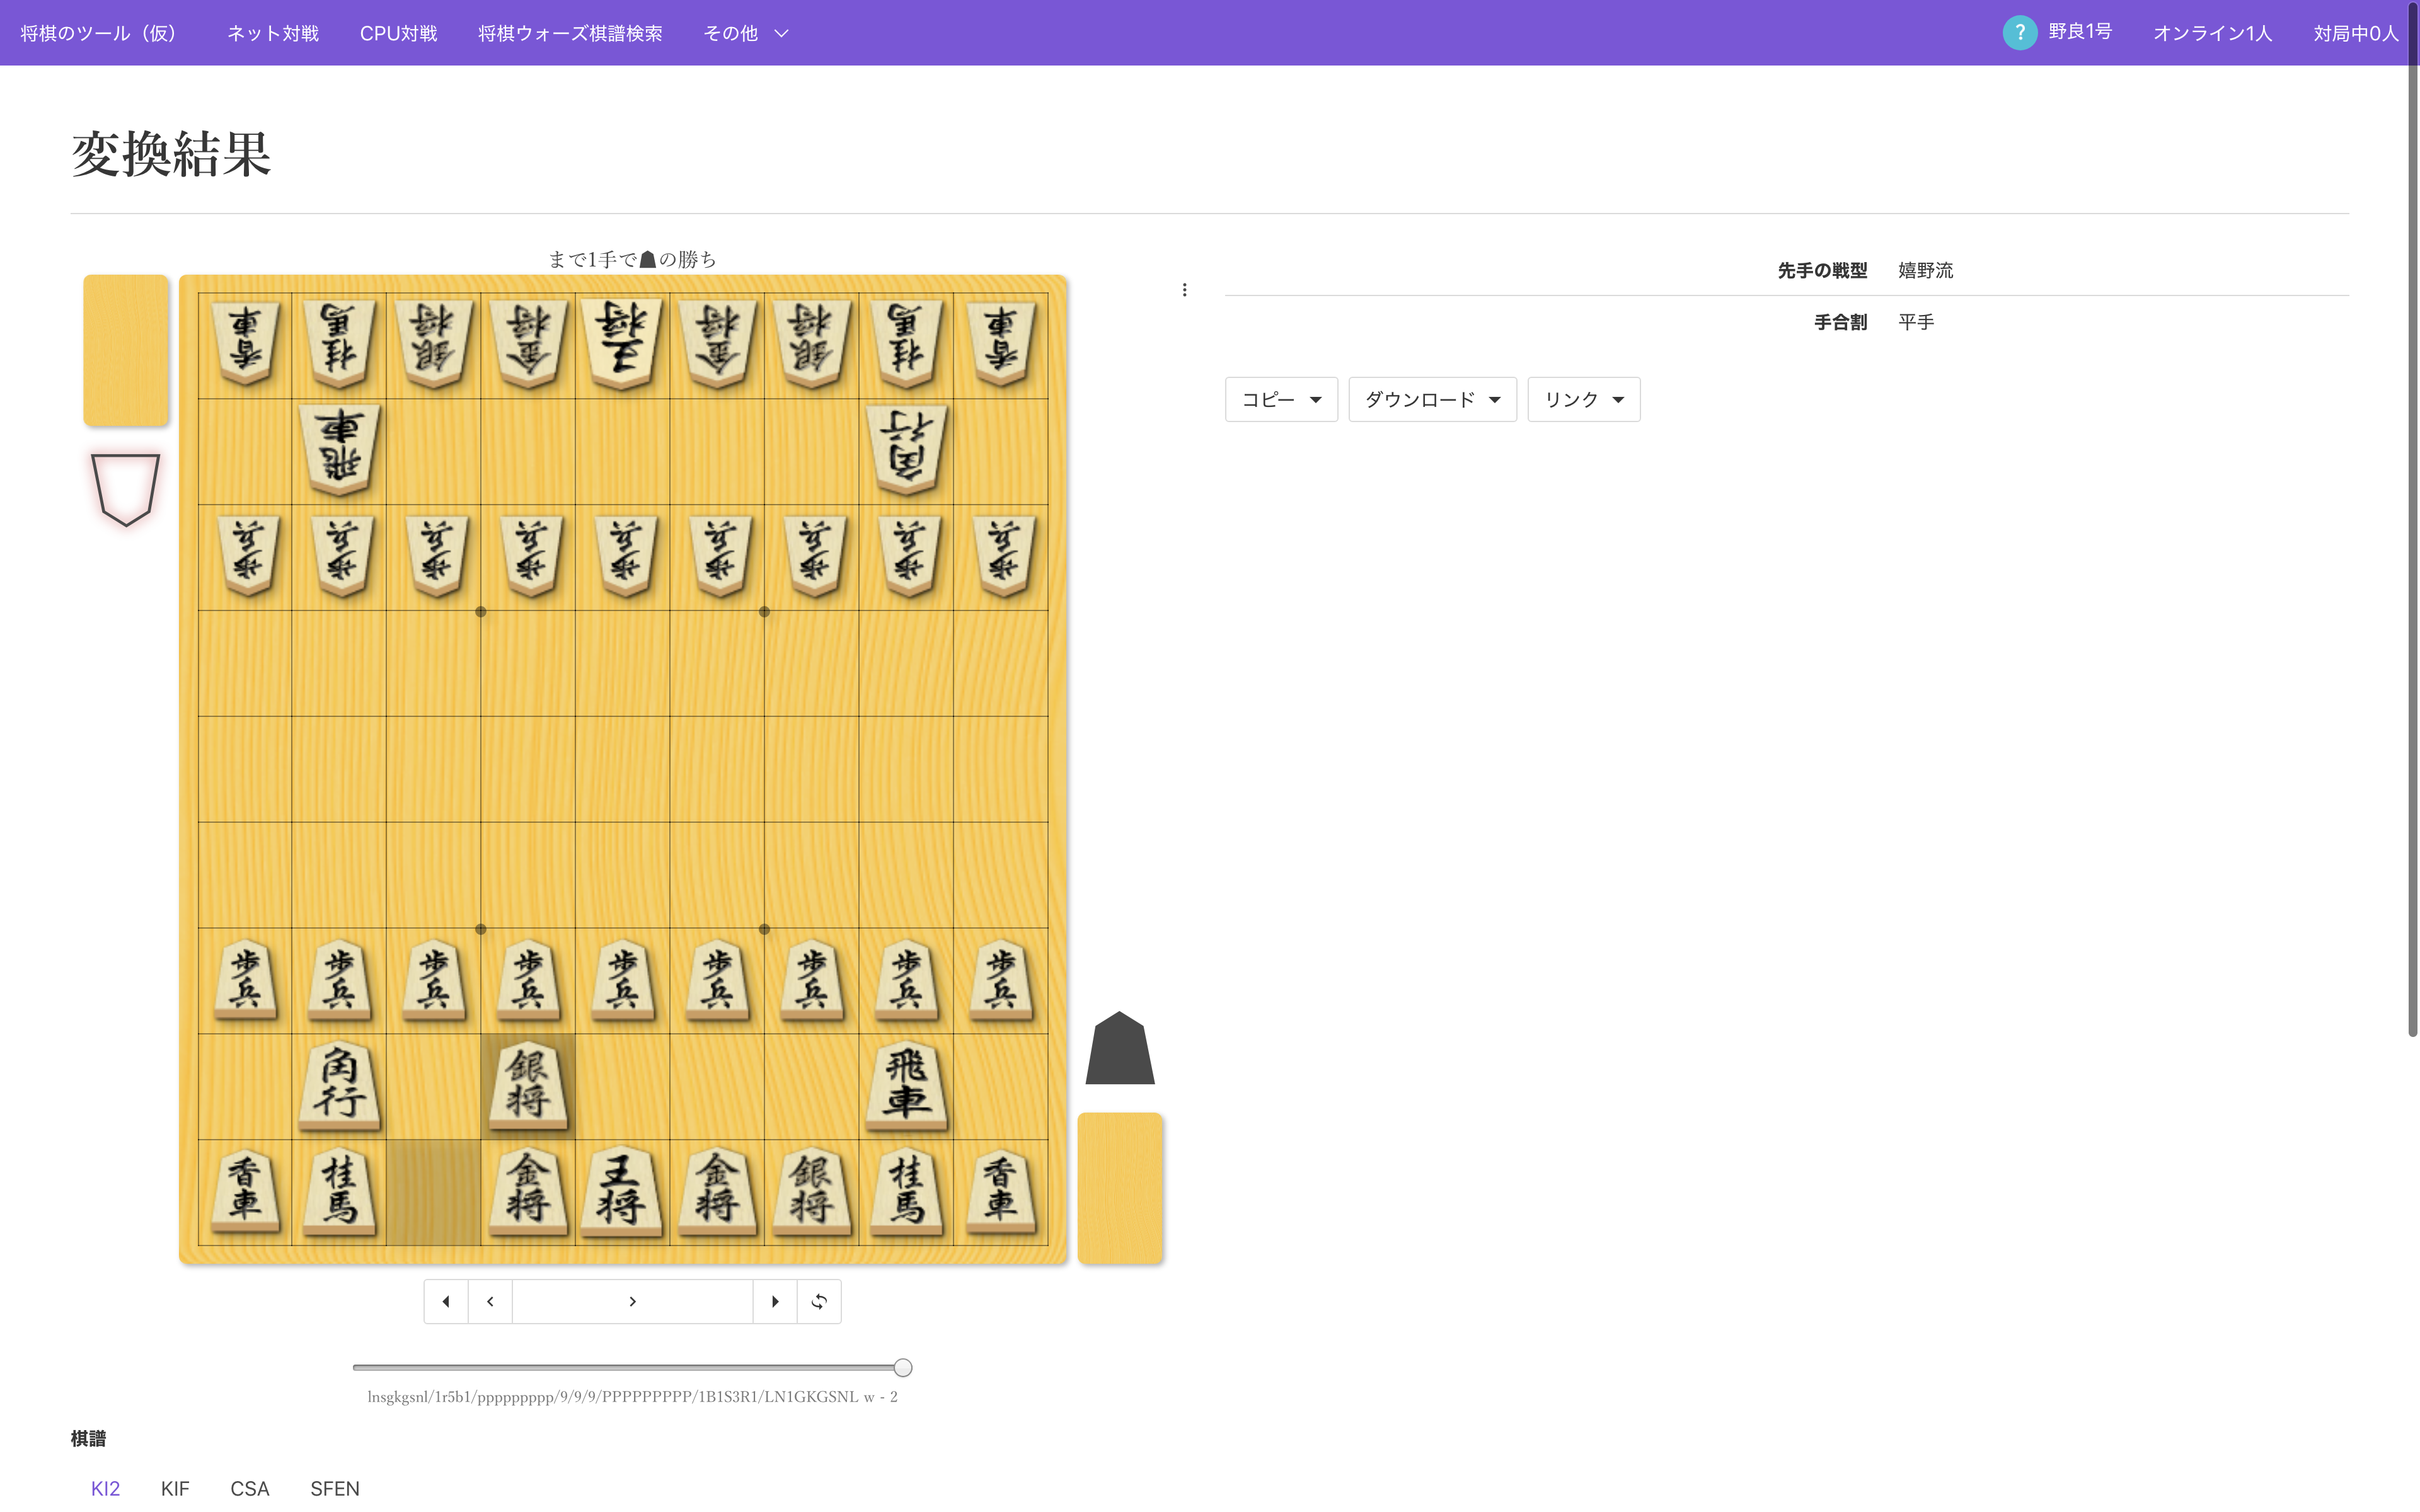 将棋のツール（仮） ネット対戦 CPU対戦 将棋ウォーズ棋譜検索 その他 ? 野良1号 オンライン1人 対局中0人
変換結果
まで1手で☗の勝ち
先手の戦型 嬉野流
手合割 平手
コピー ダウンロード リンク
香車 桂馬 銀将 金将 王将 金将 銀将 桂馬 香車
飛車 角行
歩兵 歩兵 歩兵 歩兵 歩兵 歩兵 歩兵 歩兵 歩兵
歩兵 歩兵 歩兵 歩兵 歩兵 歩兵 歩兵 歩兵 歩兵
角行 銀将 飛車
香車 桂馬 金将 王将 金将 銀将 桂馬 香車
lnsgkgsnl/1r5b1/ppppppppp/9/9/9/PPPPPPPPP/1B1S3R1/LN1GKGSNL w - 2
棋譜
KI2 KIF CSA SFEN